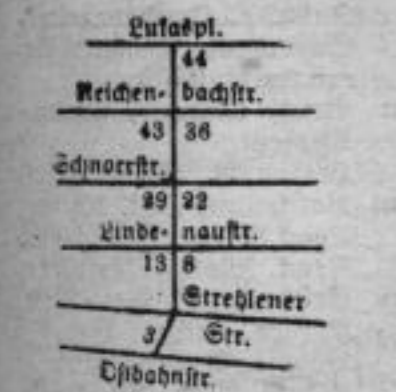 Lukaspl.
44
Reichen- bachstr.
43 36
Schnorrstr.
29 22
Linde- naustr.
13 8
Strehlener
3 Str.
Ostbahnstr.